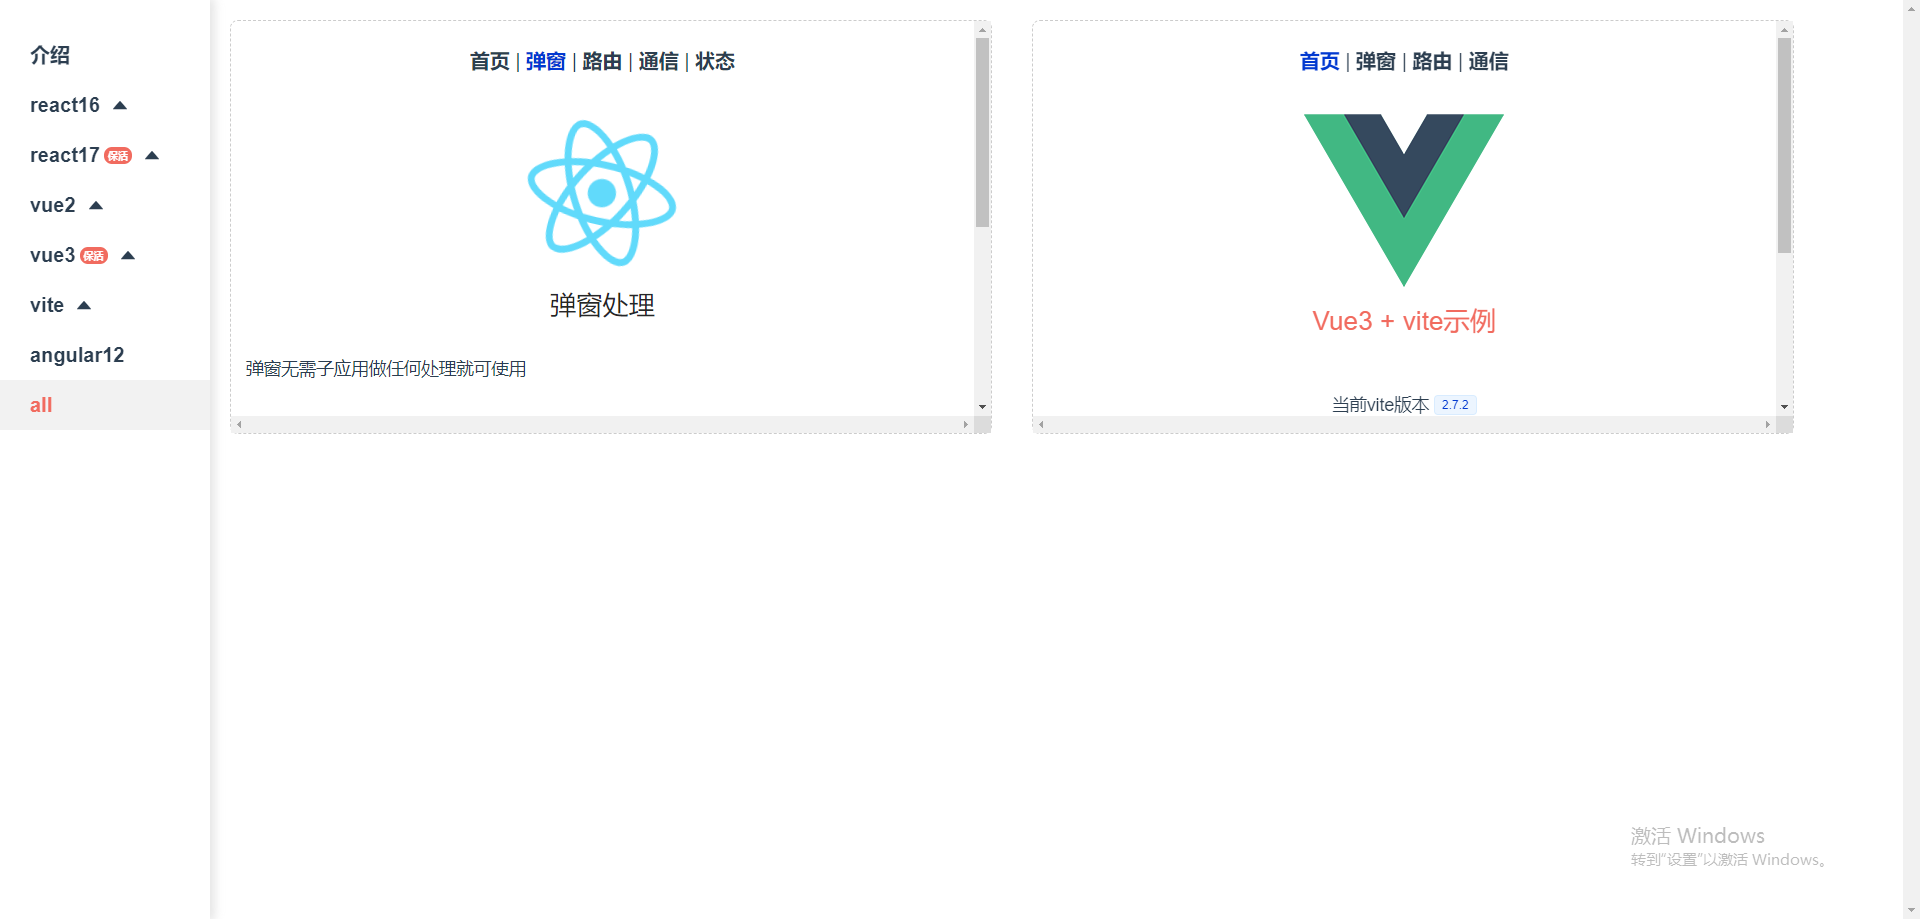 介绍
react16
react17 保活
vue2
vue3 保活
vite
angular12
all
首页 | 弹窗 | 路由 | 通信 | 状态
弹窗处理
弹窗无需子应用做任何处理就可使用
首页 | 弹窗 | 路由 | 通信
Vue3 + vite示例
当前vite版本 2.7.2
激活 Windows
转到"设置"以激活 Windows。